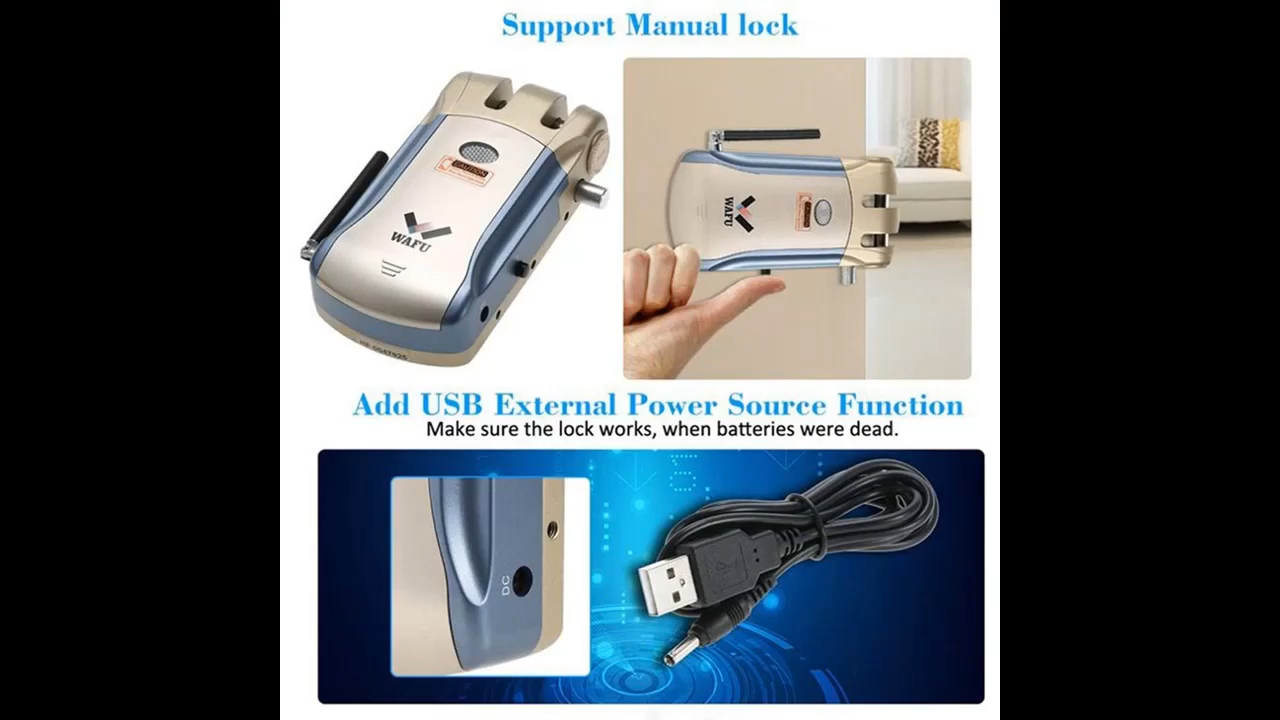 Support Manual lock
CAUTION
WAFU
WAFU
Add USB External Power Source Function
Make sure the lock works, when batteries were dead.
DC